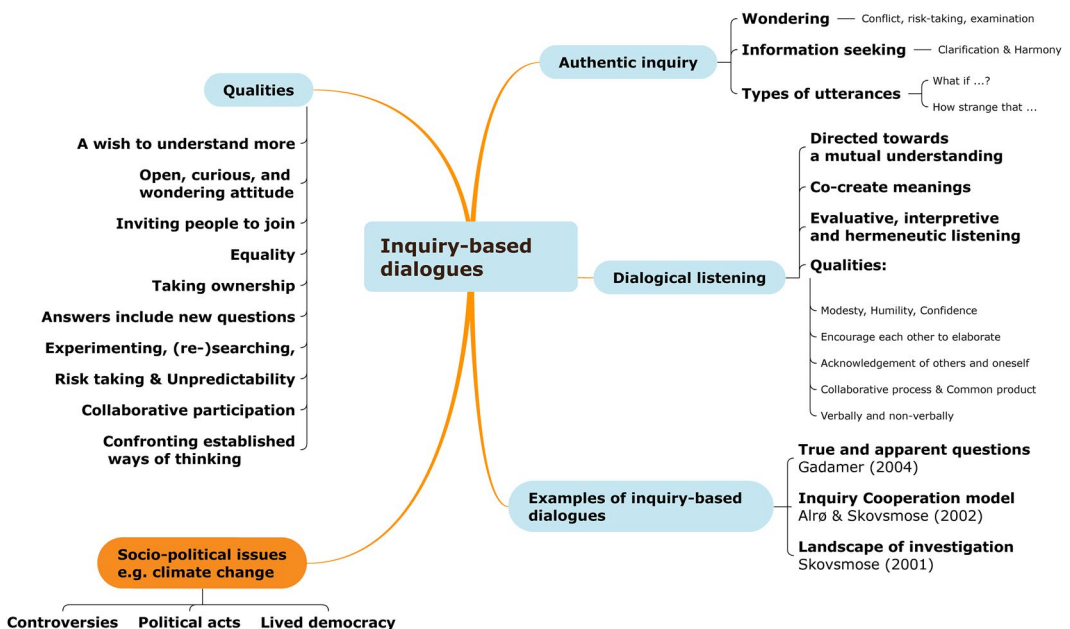 Inquiry-based
dialogues
Qualities
A wish to understand more
Open, curious, and
wondering attitude
Inviting people to join
Equality
Taking ownership
Answers include new questions
Experimenting, (re-)searching,
Risk taking & Unpredictability
Collaborative participation
Confronting established
ways of thinking
Socio-political issues
e.g. climate change
Controversies
Political acts
Lived democracy
Authentic inquiry
Wondering
Conflict, risk-taking, examination
Information seeking
Clarification & Harmony
Types of utterances
What if ...?
How strange that ...
Dialogical listening
Directed towards
a mutual understanding
Co-create meanings
Evaluative, interpretive
and hermeneutic listening
Qualities:
Modesty, Humility, Confidence
Encourage each other to elaborate
Acknowledgement of others and oneself
Collaborative process & Common product
Verbally and non-verbally
Examples of inquiry-based
dialogues
True and apparent questions
Gadamer (2004)
Inquiry Cooperation model
Alrø & Skovsmose (2002)
Landscape of investigation
Skovsmose (2001)